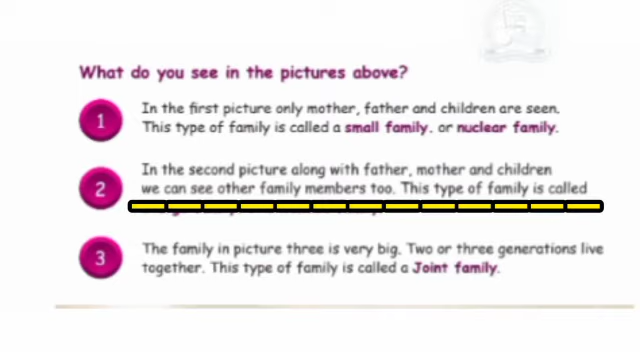 What do you see in the pictures above?
1
In the first picture only mother, father and children are seen.
This type of family is called a small family. or nuclear family.
2
In the second picture along with father, mother and children
we can see other family members too. This type of family is called
3
The family in picture three is very big. Two or three generations live
together. This type of family is called a Joint family.